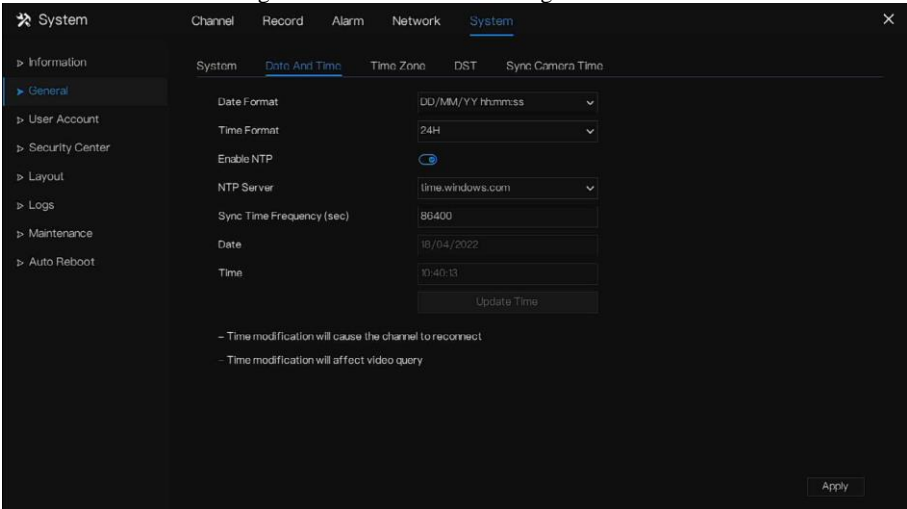 System Channel Record Alarm Network System ×
Information
General
User Account
Security Center
Layout
Logs
Maintenance
Auto Reboot
System Date And Time Time Zone DST Sync Camera Time
Date Format DD/MM/YY hh:mm:ss
Time Format 24H
Enable NTP
NTP Server time.windows.com
Sync Time Frequency (sec) 86400
Date 18/04/2022
Time 10:40:13
Update Time
– Time modification will cause the channel to reconnect
– Time modification will affect video query
Apply